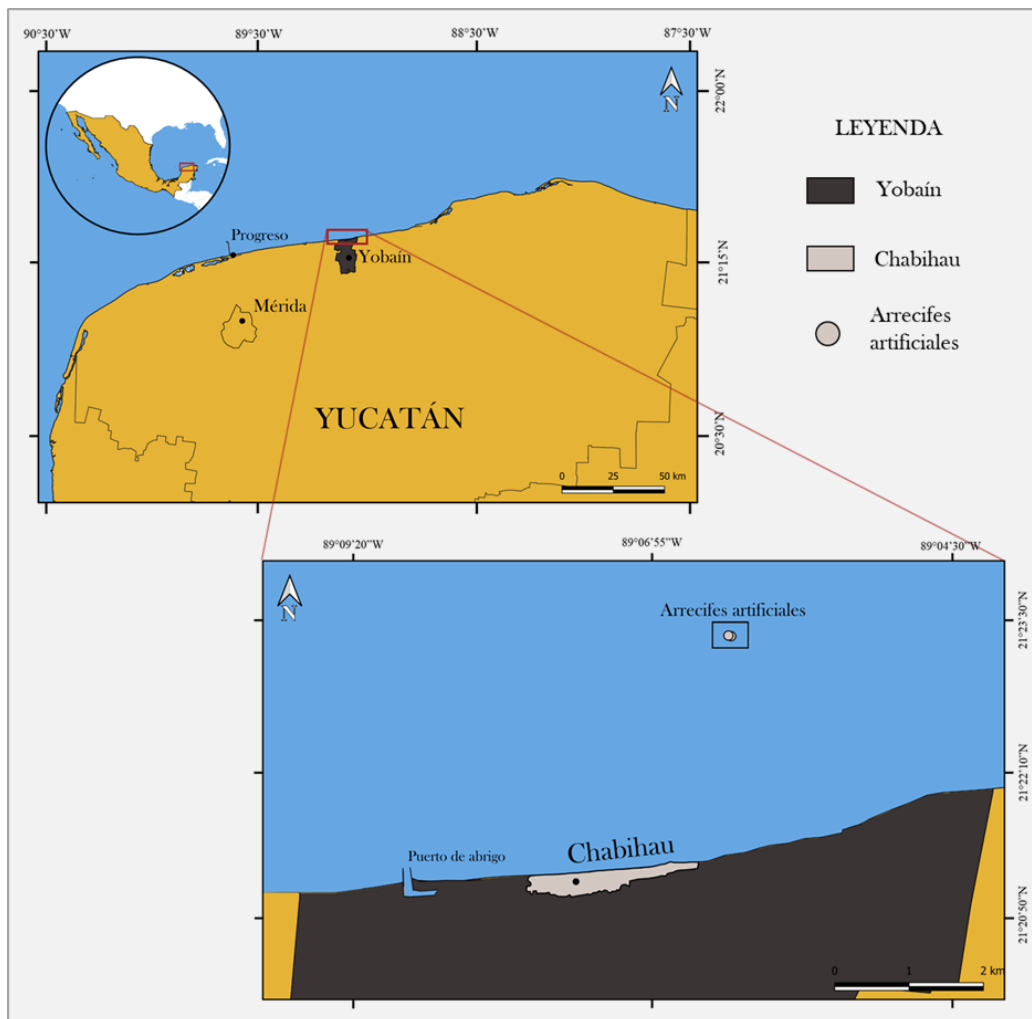 90°30'W
89°30'W
88°30'W
87°30'W
N
22°00'N
21°15'N
20°30'N
Progreso
Yobaín
Mérida
YUCATÁN
0 25 50 km
LEYENDA
Yobaín
Chabihau
Arrecifes
artificiales
89°09'20"W
89°06'55"W
89°04'30"W
N
Arrecifes artificiales
21°23'30"N
21°22'10"N
21°20'50"N
Chabihau
Puerto de abrigo
0 1 2 km